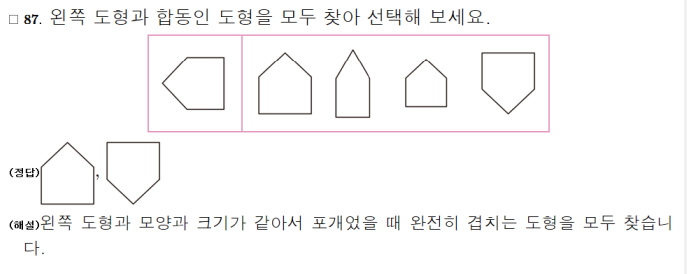 □ 87. 왼쪽 도형과 합동인 도형을 모두 찾아 선택해 보세요.
(정답) ,
(해설)왼쪽 도형과 모양과 크기가 같아서 포개었을 때 완전히 겹치는 도형을 모두 찾습니
다.